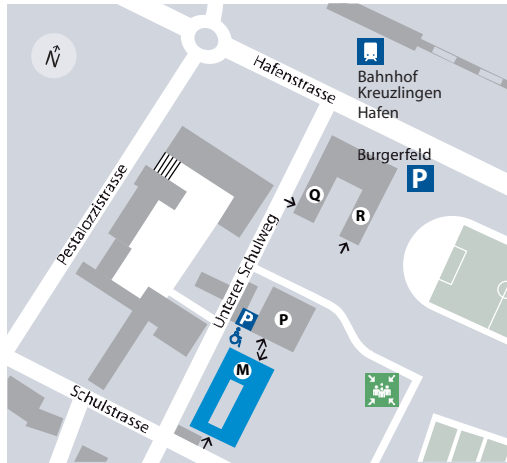 N
Hafenstrasse
Bahnhof
Kreuzlingen
Hafen
Burgerfeld
P
Q
R
Pestalozzistrasse
Unterer Schulweg
P
P
M
Schulstrasse